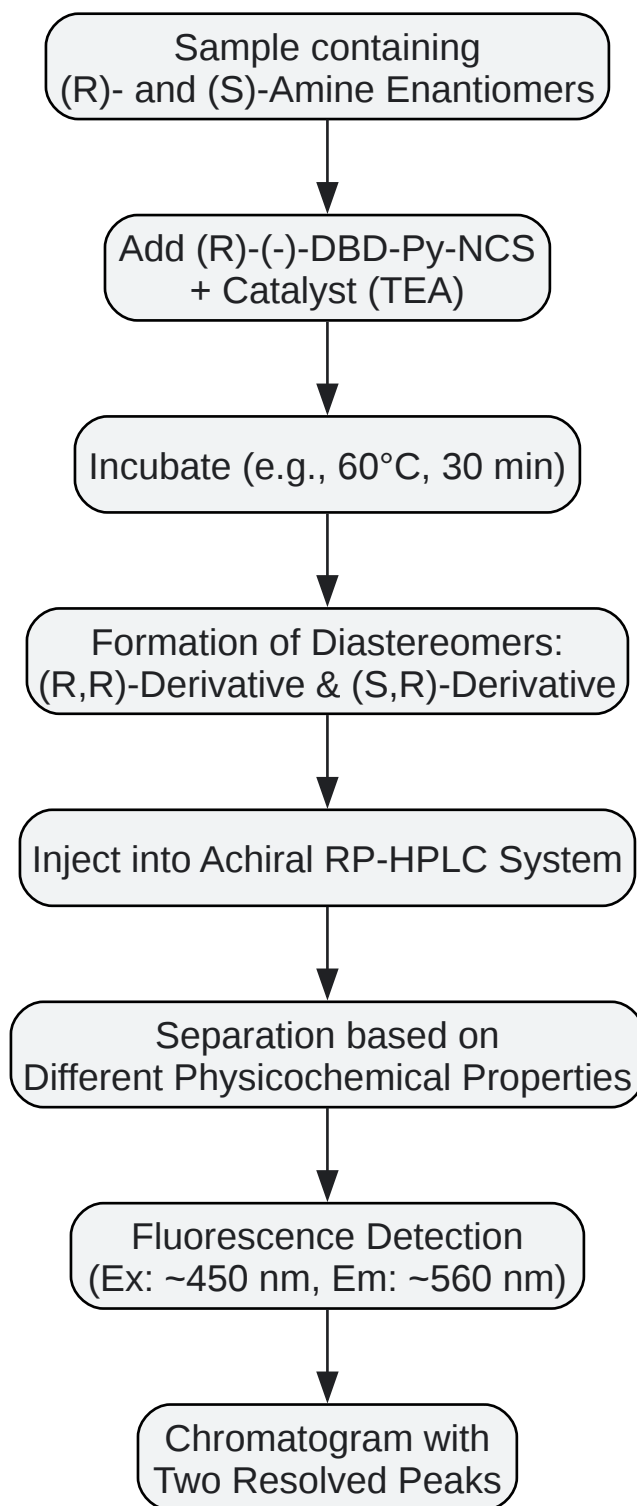 Sample containing
(R)- and (S)-Amine Enantiomers
Add (R)-(-)-DBD-Py-NCS
+ Catalyst (TEA)
Incubate (e.g., 60°C, 30 min)
Formation of Diastereomers:
(R,R)-Derivative & (S,R)-Derivative
Inject into Achiral RP-HPLC System
Separation based on
Different Physicochemical Properties
Fluorescence Detection
(Ex: ~450 nm, Em: ~560 nm)
Chromatogram with
Two Resolved Peaks